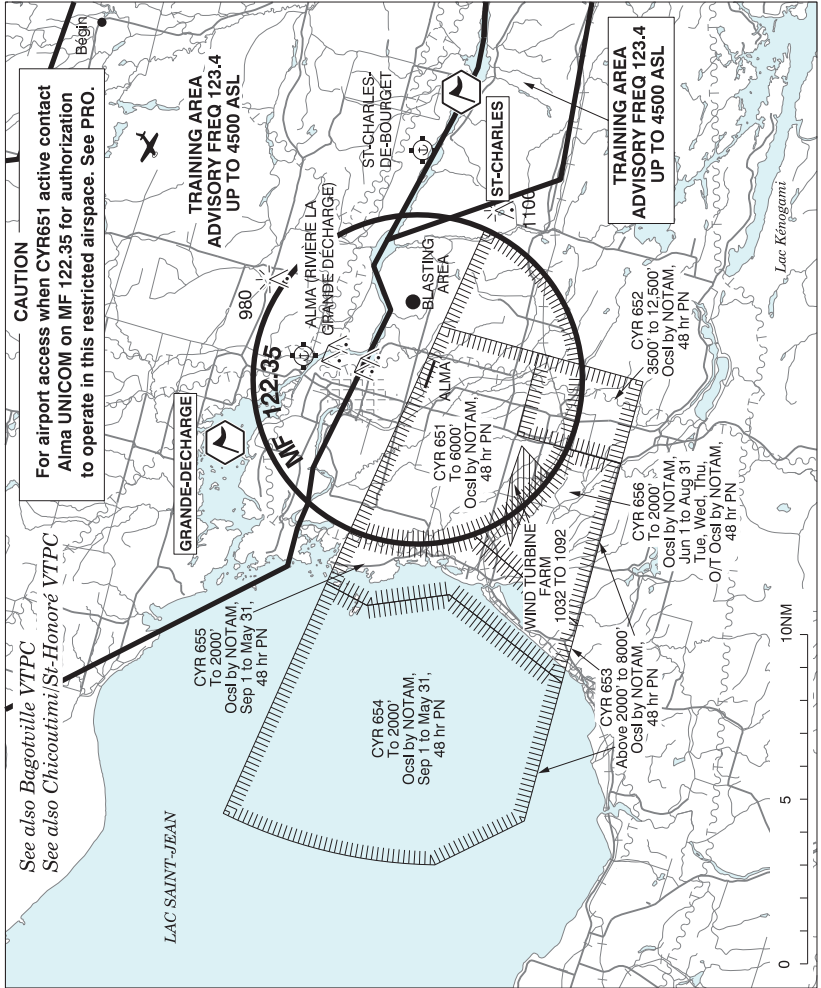 See also Bagotville VTPC
See also Chicoutimi/St-Honoré VTPC
CAUTION
For airport access when CYR651 active contact
Alma UNICOM on MF 122.35 for authorization
to operate in this restricted airspace. See PRO.
Bégin
GRANDE-DECHARGE
980
TRAINING AREA
ADVISORY FREQ 123.4
UP TO 4500 ASL
MF 122.35
ALMA (RIVIÈRE LA
GRANDE DÉCHARGE)
ST-CHARLES-
DE-BOURGET
LAC SAINT-JEAN
CYR 655
To 2000'
Ocsl by NOTAM,
Sep 1 to May 31,
48 hr PN
BLASTING
AREA
ST-CHARLES
1100
CYR 654
To 2000'
Ocsl by NOTAM,
Sep 1 to May 31,
48 hr PN
CYR 651
To 6000'
Ocsl by NOTAM,
48 hr PN
ALMA
WIND TURBINE
FARM
1032 TO 1092
TRAINING AREA
ADVISORY FREQ 123.4
UP TO 4500 ASL
CYR 653
Above 2000' to 8000'
Ocsl by NOTAM,
48 hr PN
CYR 656
To 2000'
Ocsl by NOTAM,
Jun 1 to Aug 31
Tue, Wed, Thu,
O/T Ocsl by NOTAM,
48 hr PN
CYR 652
3500' to 12,500'
Ocsl by NOTAM,
48 hr PN
Lac Kénogami
0
5
10NM